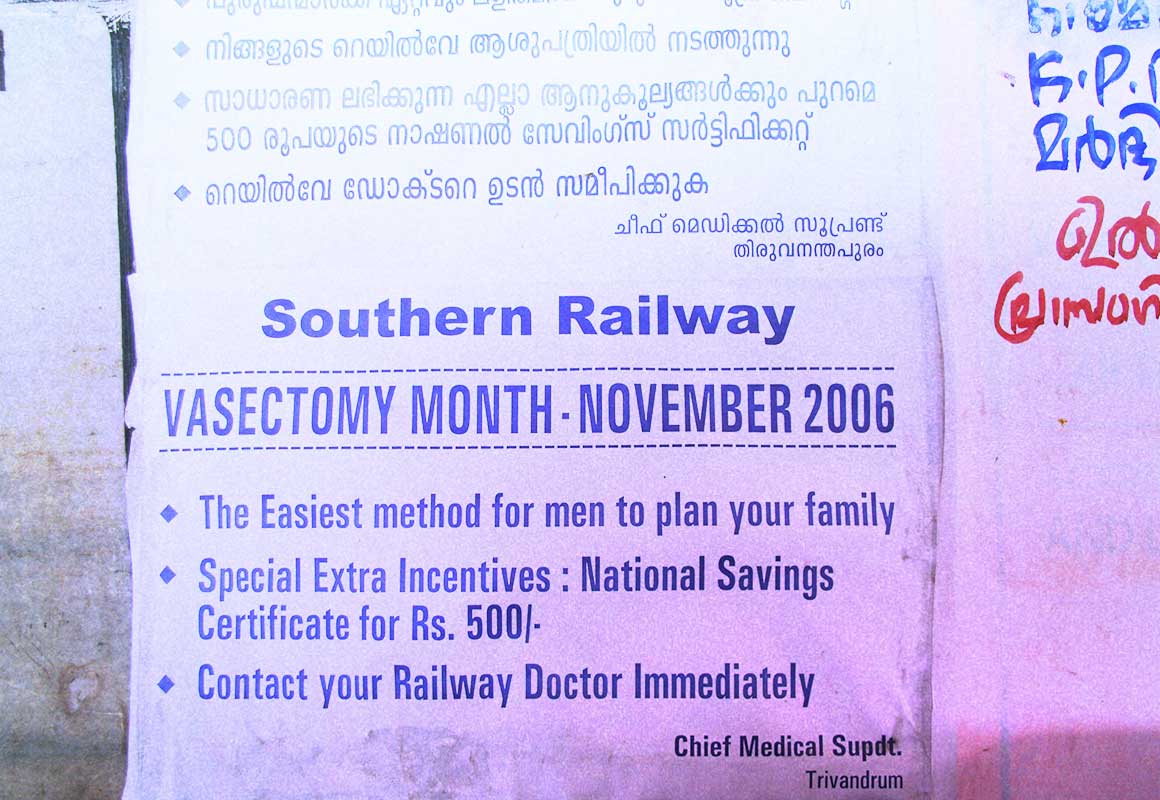 നിങ്ങളുടെ റെയിൽവേ ആശുപത്രിയിൽ നടത്തുന്നു
സാധാരണ ലഭിക്കുന്ന എല്ലാ ആനുകൂല്യങ്ങൾക്കും പുറമെ
500 രൂപയുടെ നാഷണൽ സേവിംഗ്സ് സർട്ടിഫിക്കറ്റ്
റെയിൽവേ ഡോക്ടറെ ഉടൻ സമീപിക്കുക
ചീഫ് മെഡിക്കൽ സൂപ്രണ്ട്
തിരുവനന്തപുരം
Southern Railway
VASECTOMY MONTH - NOVEMBER 2006
The Easiest method for men to plan your family
Special Extra Incentives : National Savings
Certificate for Rs. 500/-
Contact your Railway Doctor Immediately
Chief Medical Supdt.
Trivandrum
K.P.